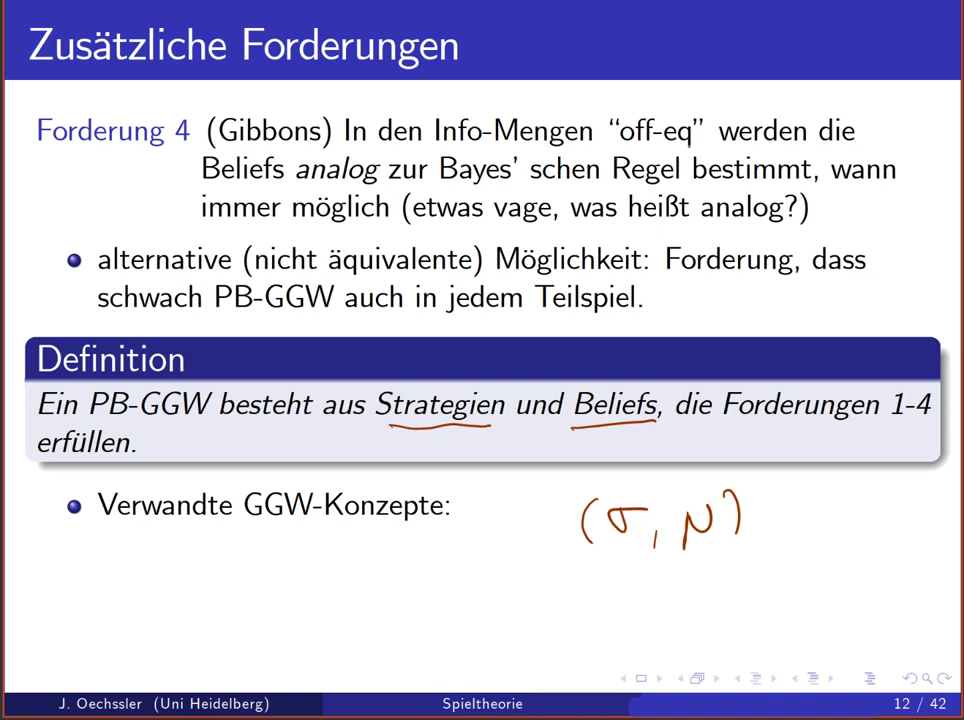 Zusätzliche Forderungen
Forderung 4 (Gibbons) In den Info-Mengen “off-eq” werden die
Beliefs analog zur Bayes’ schen Regel bestimmt, wann
immer möglich (etwas vage, was heißt analog?)
alternative (nicht äquivalente) Möglichkeit: Forderung, dass
schwach PB-GGW auch in jedem Teilspiel.
Definition
Ein PB-GGW besteht aus Strategien und Beliefs, die Forderungen 1-4
erfüllen.
Verwandte GGW-Konzepte:
(σ, μ)
J. Oechssler (Uni Heidelberg) Spieltheorie 12 / 42